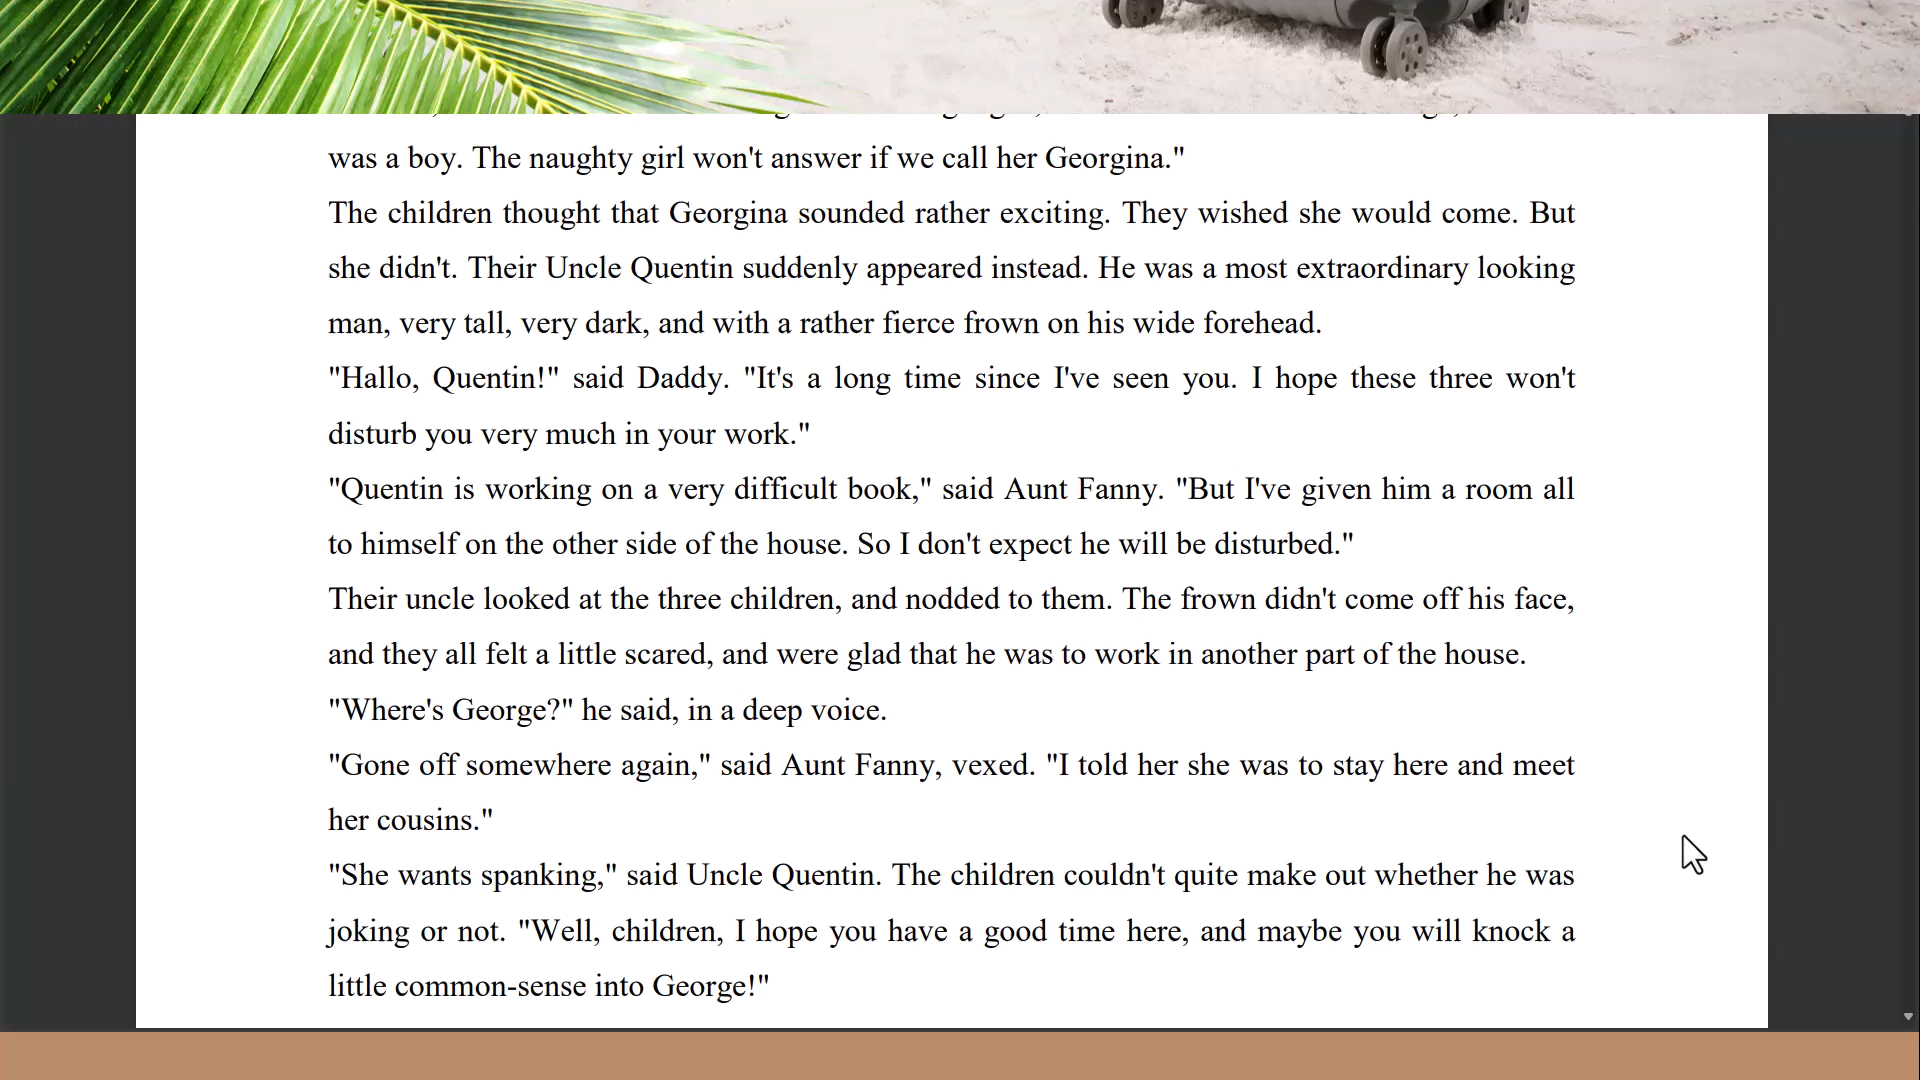 was a boy. The naughty girl won't answer if we call her Georgina."
The children thought that Georgina sounded rather exciting. They wished she would come. But
she didn't. Their Uncle Quentin suddenly appeared instead. He was a most extraordinary looking
man, very tall, very dark, and with a rather fierce frown on his wide forehead.
"Hallo, Quentin!" said Daddy. "It's a long time since I've seen you. I hope these three won't
disturb you very much in your work."
"Quentin is working on a very difficult book," said Aunt Fanny. "But I've given him a room all
to himself on the other side of the house. So I don't expect he will be disturbed."
Their uncle looked at the three children, and nodded to them. The frown didn't come off his face,
and they all felt a little scared, and were glad that he was to work in another part of the house.
"Where's George?" he said, in a deep voice.
"Gone off somewhere again," said Aunt Fanny, vexed. "I told her she was to stay here and meet
her cousins."
"She wants spanking," said Uncle Quentin. The children couldn't quite make out whether he was
joking or not. "Well, children, I hope you have a good time here, and maybe you will knock a
little common-sense into George!"